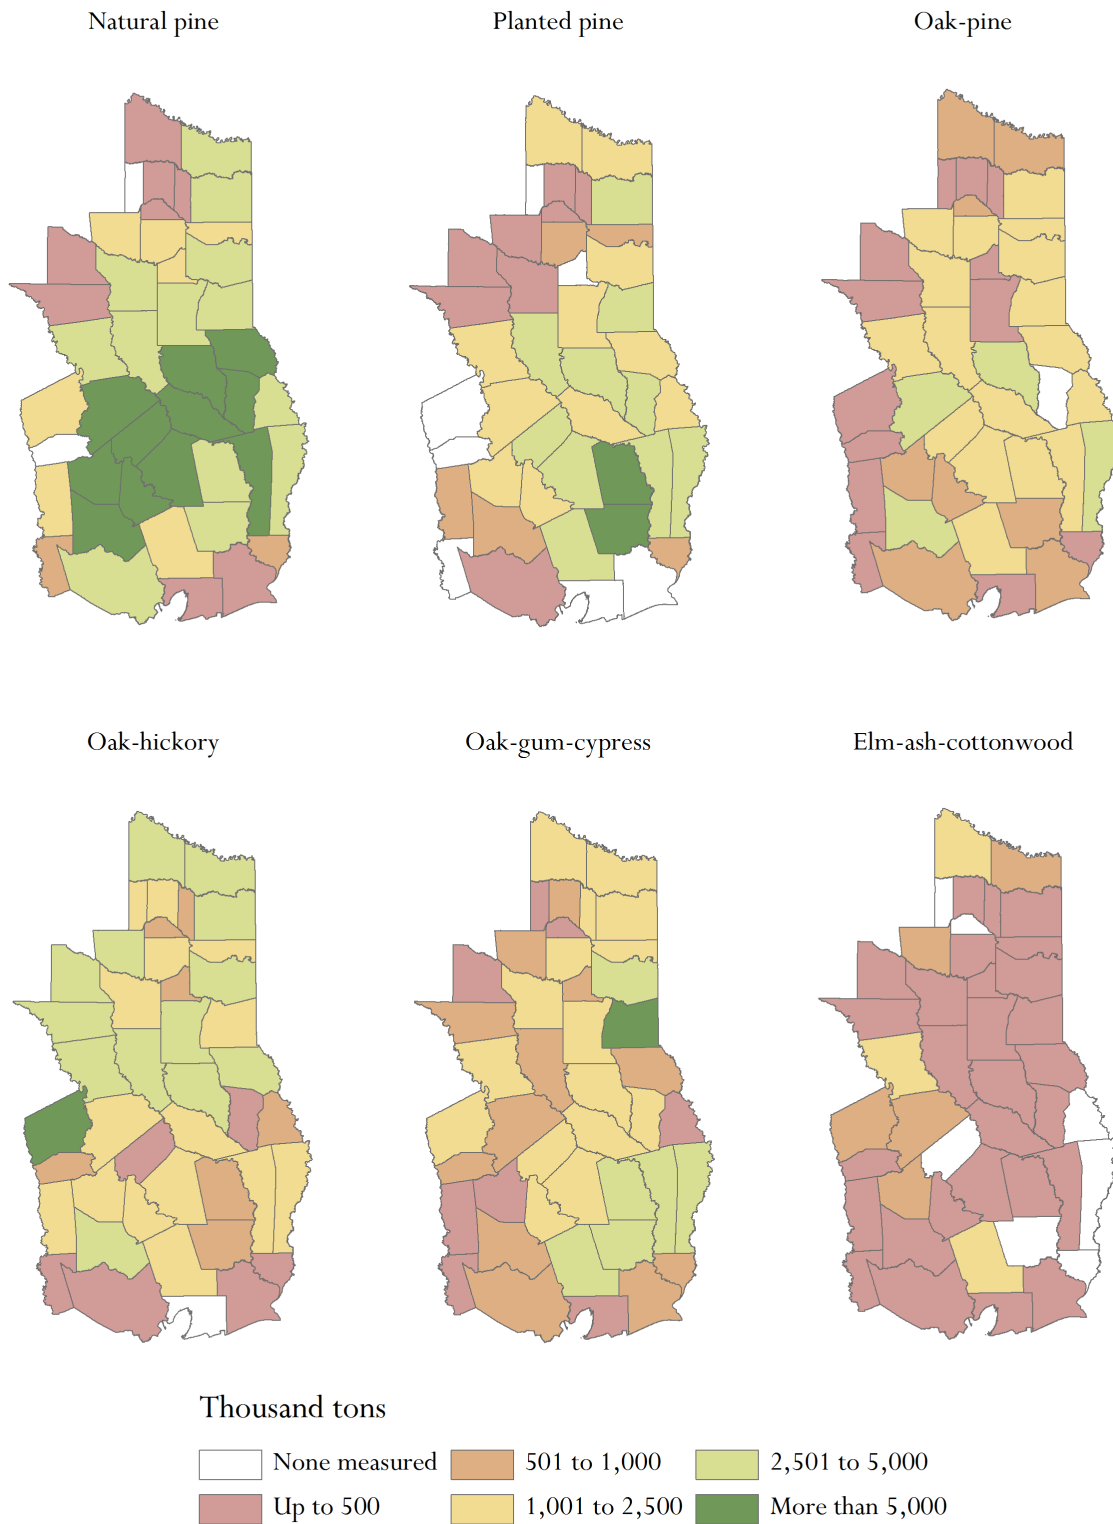 Natural pine
Planted pine
Oak-pine
Oak-hickory
Oak-gum-cypress
Elm-ash-cottonwood
Thousand tons
None measured
501 to 1,000
2,501 to 5,000
Up to 500
1,001 to 2,500
More than 5,000